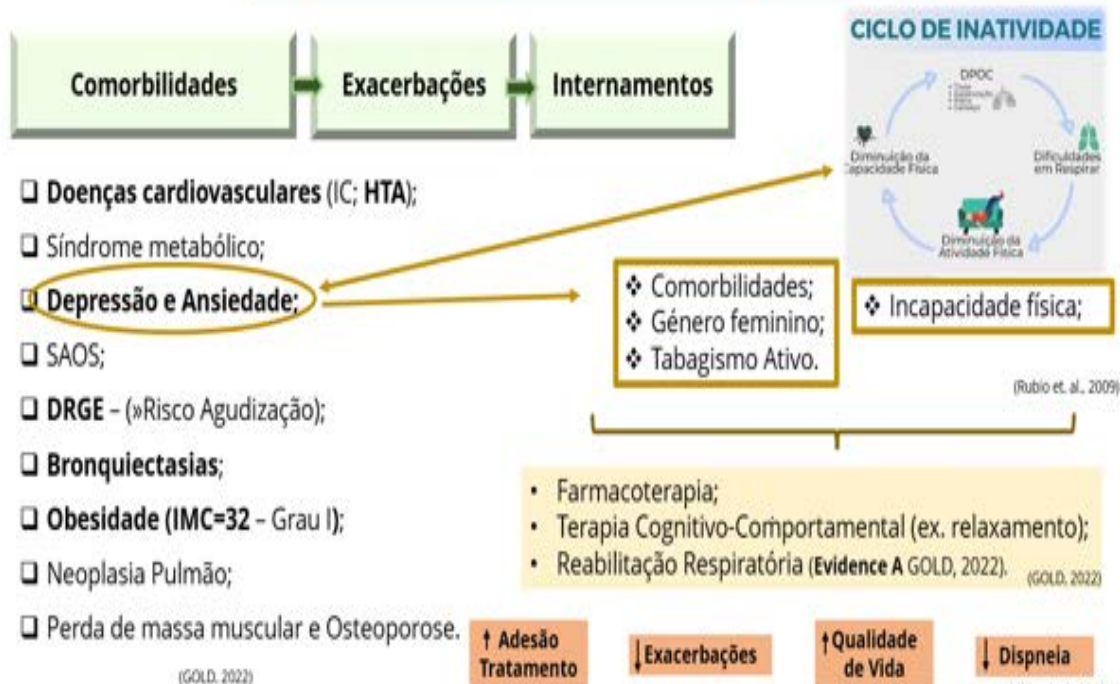 Comorbilidades
Exacerbações
Internamentos
CICLO DE INATIVIDADE
DPOC
Dificuldades
em Respirar
Diminuição da
Atividade Física
Diminuição da
Capacidade Física
❑ Doenças cardiovasculares (IC; HTA);
❑ Síndrome metabólico;
❑ Depressão e Ansiedade;
❑ SAOS;
❑ DRGE – (»Risco Agudização);
❑ Bronquiectasias;
❑ Obesidade (IMC=32 – Grau I);
❑ Neoplasia Pulmão;
❑ Perda de massa muscular e Osteoporose.
(GOLD, 2022)
❖ Comorbilidades;
❖ Género feminino;
❖ Tabagismo Ativo.
❖ Incapacidade física;
(Rubio et. al., 2009)
• Farmacoterapia;
• Terapia Cognitivo-Comportamental (ex. relaxamento);
• Reabilitação Respiratória (Evidence A GOLD, 2022).
(GOLD, 2022)
↑ Adesão
Tratamento
↓ Exacerbações
↑ Qualidade
de Vida
↓ Dispneia